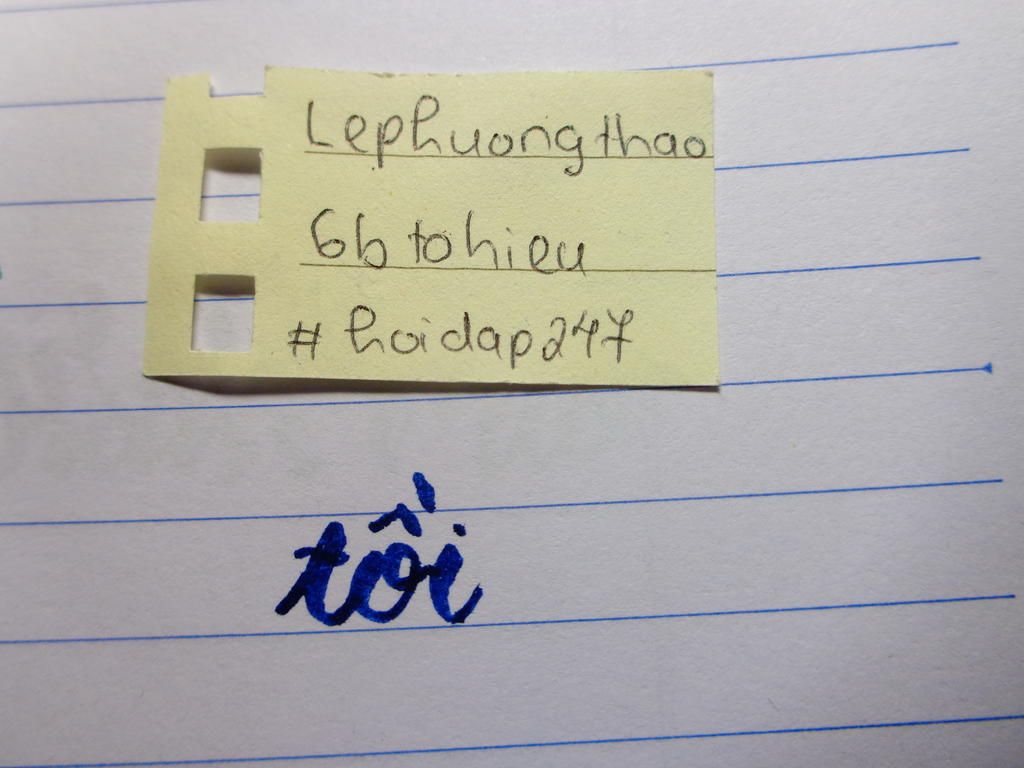 Lephuongthao
6b tohieu
# hoidap247
tồi